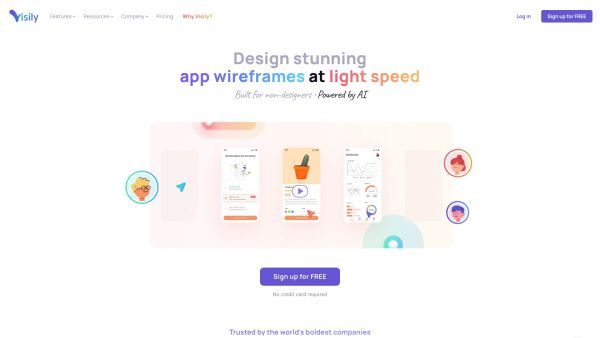 Visily
Features
Resources
Company
Pricing
Why Visily?
Log in
Sign up for FREE
Design stunning
app wireframes at light speed
Built for non-designers • Powered by AI
Sign up for FREE
No credit card required
Trusted by the world's boldest companies